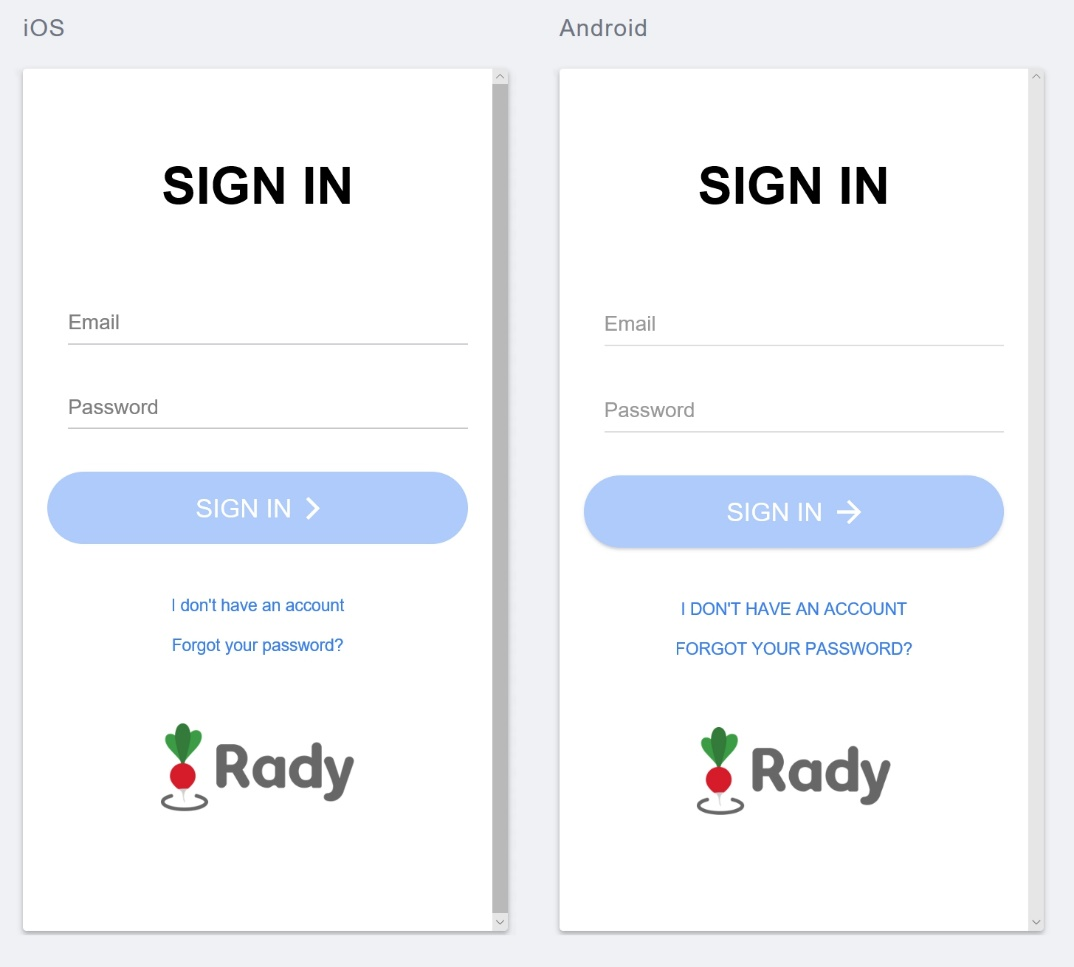 iOS
SIGN IN
Email
Password
SIGN IN
I don't have an account
Forgot your password?
Rady
Android
SIGN IN
Email
Password
SIGN IN
I DON'T HAVE AN ACCOUNT
FORGOT YOUR PASSWORD?
Rady